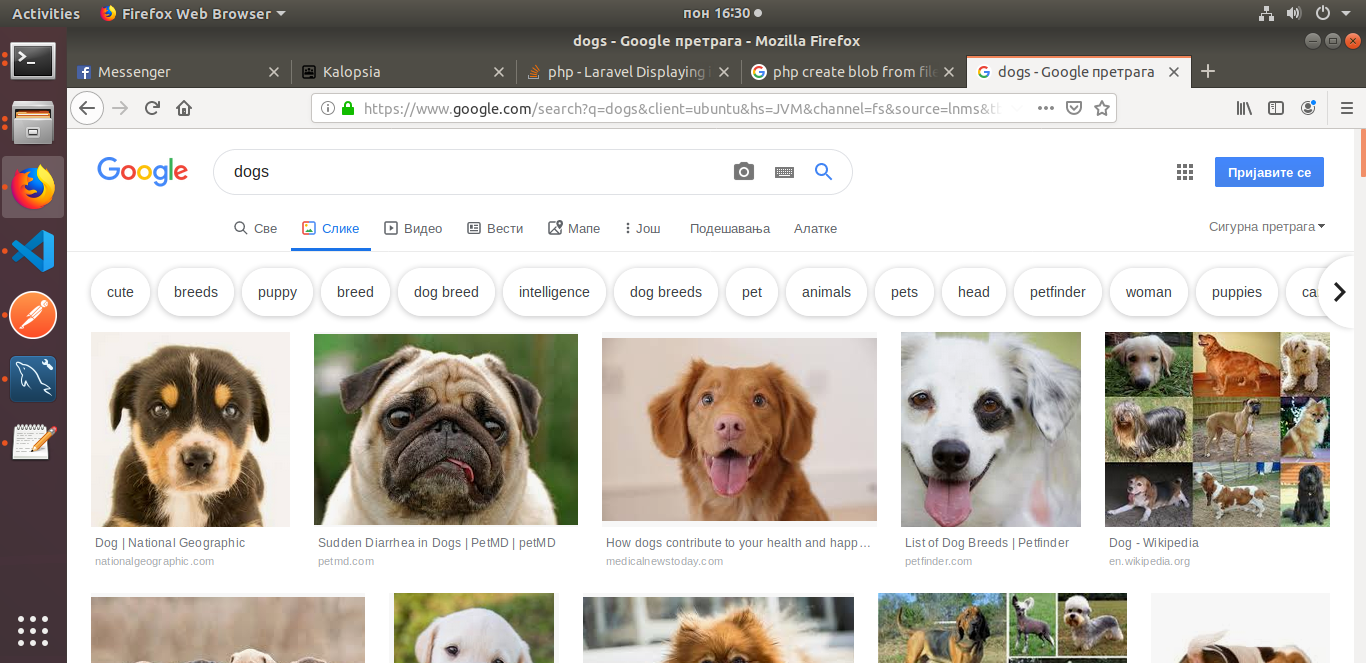 Activities
Firefox Web Browser
пон 16:30
dogs - Google претрага - Mozilla Firefox
Messenger
Kalopsia
php - Laravel Displaying
php create blob from file
dogs - Google претрага
https://www.google.com/search?q=dogs&client=ubuntu&hs=JVM&channel=fs&source=lnms&
Google
dogs
Пријавите се
Све
Слике
Видео
Вести
Мапе
Још
Подешавања
Алатке
Сигурна претрага
cute
breeds
puppy
breed
dog breed
intelligence
dog breeds
pet
animals
pets
head
petfinder
woman
puppies
Dog | National Geographic
nationalgeographic.com
Sudden Diarrhea in Dogs | PetMD | petMD
petmd.com
How dogs contribute to your health and happ…
medicalnewstoday.com
List of Dog Breeds | Petfinder
petfinder.com
Dog - Wikipedia
en.wikipedia.org